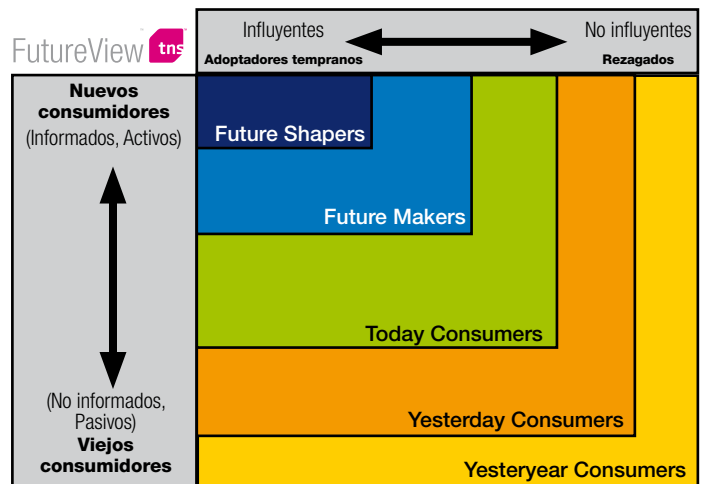 FutureView tns
Influyentes
No influyentes
Adoptadores tempranos
Rezagados
Nuevos
consumidores
(Informados, Activos)
Future Shapers
Future Makers
Today Consumers
(No informados,
Pasivos)
Viejos
consumidores
Yesterday Consumers
Yesteryear Consumers